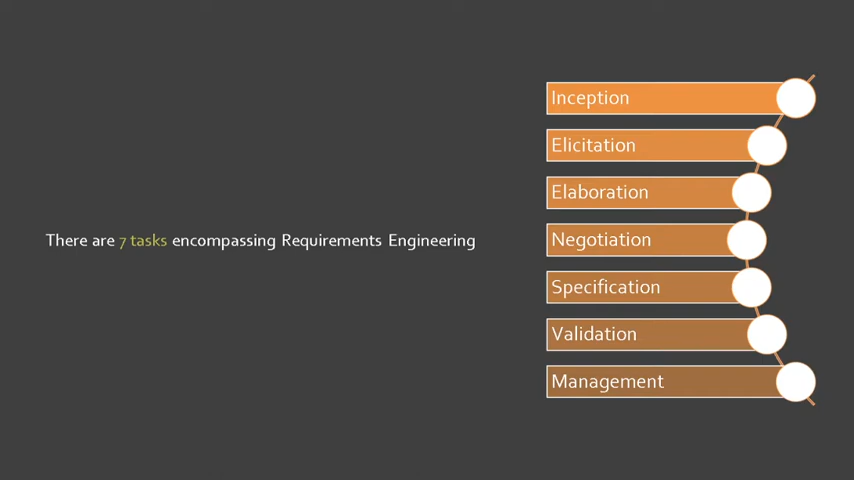 There are 7 tasks encompassing Requirements Engineering
Inception
Elicitation
Elaboration
Negotiation
Specification
Validation
Management